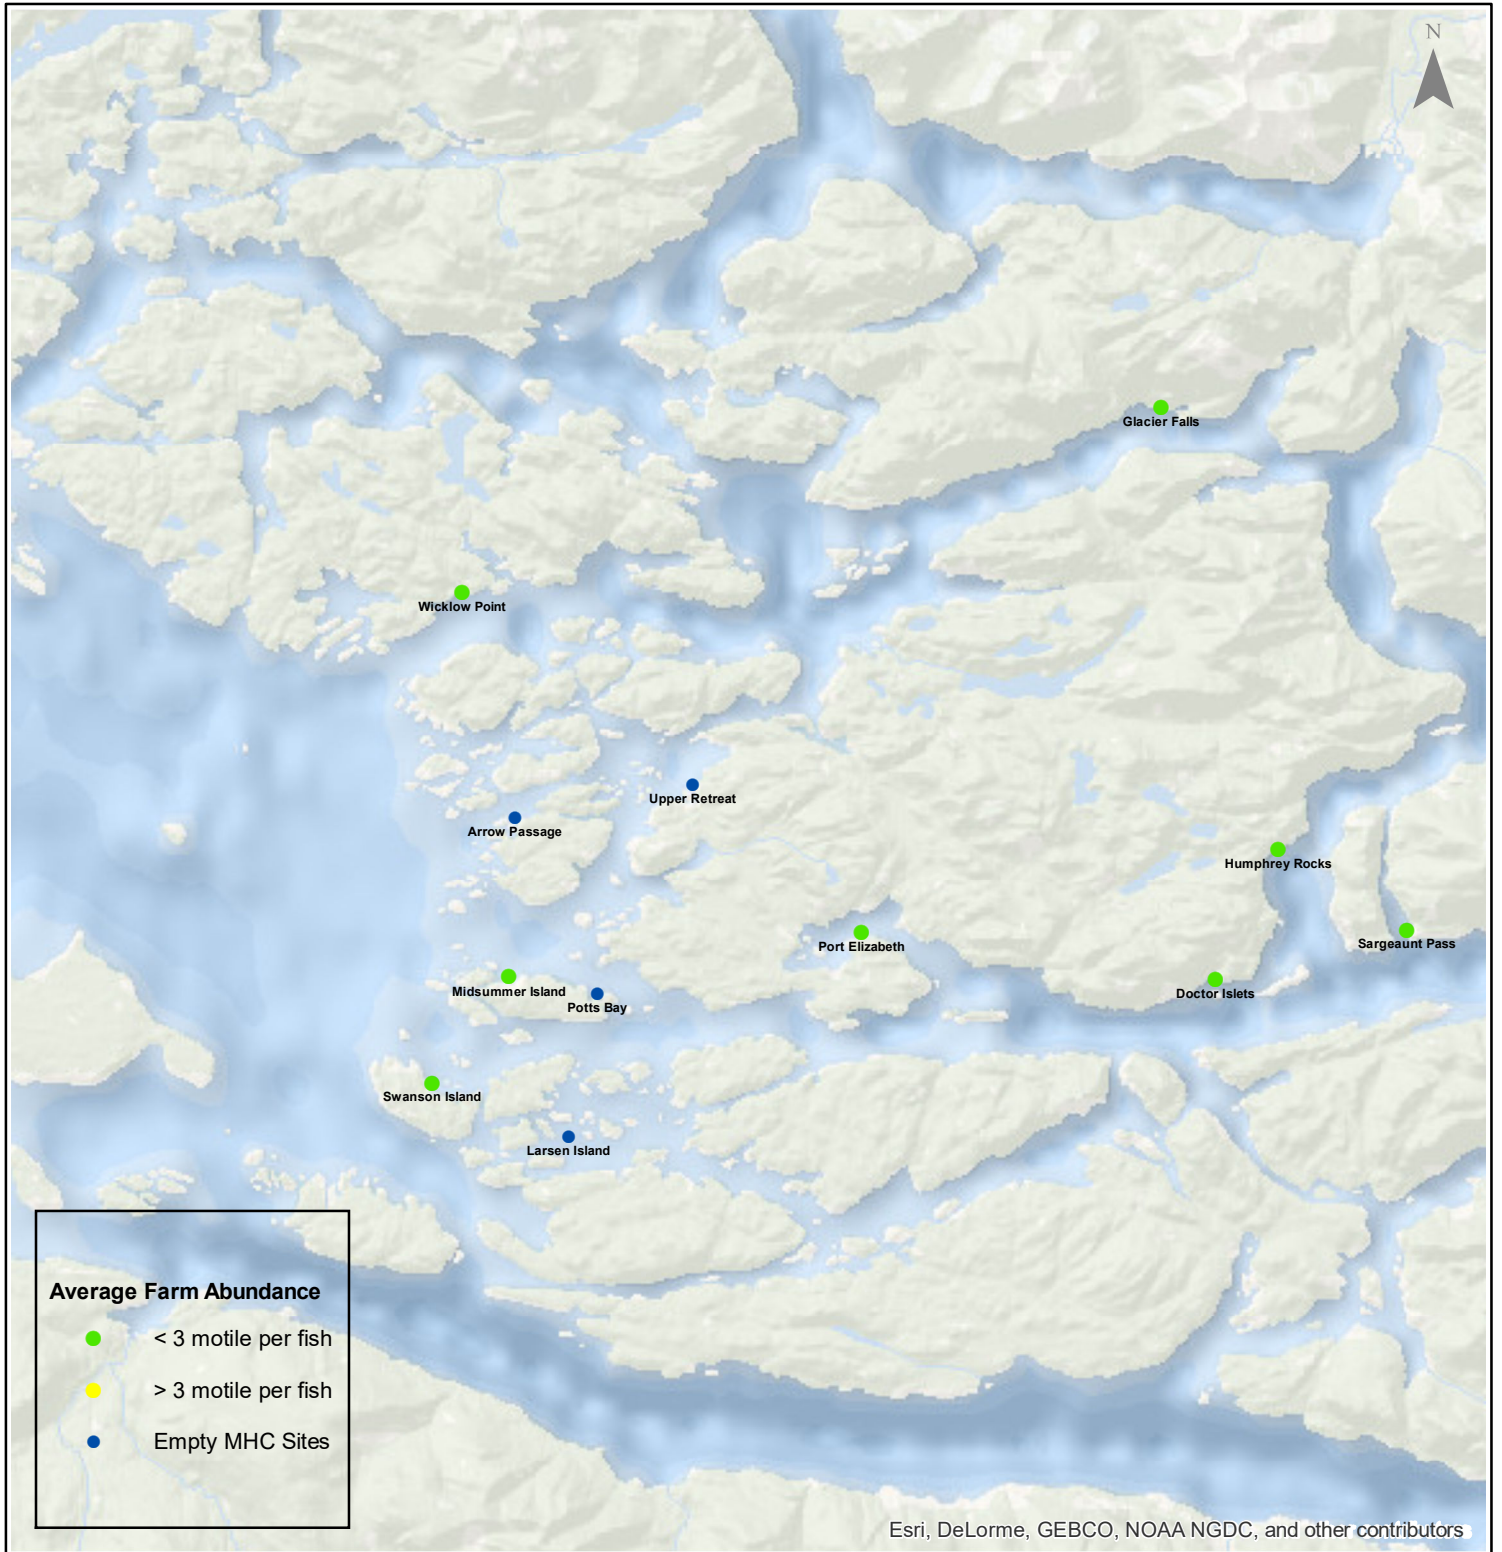 N
Glacier Falls
Wicklow Point
Upper Retreat
Arrow Passage
Humphrey Rocks
Port Elizabeth
Sargeaunt Pass
Midsummer Island
Potts Bay
Doctor Islets
Swanson Island
Larsen Island
Average Farm Abundance
< 3 motile per fish
> 3 motile per fish
Empty MHC Sites
Esri, DeLorme, GEBCO, NOAA NGDC, and other contributors